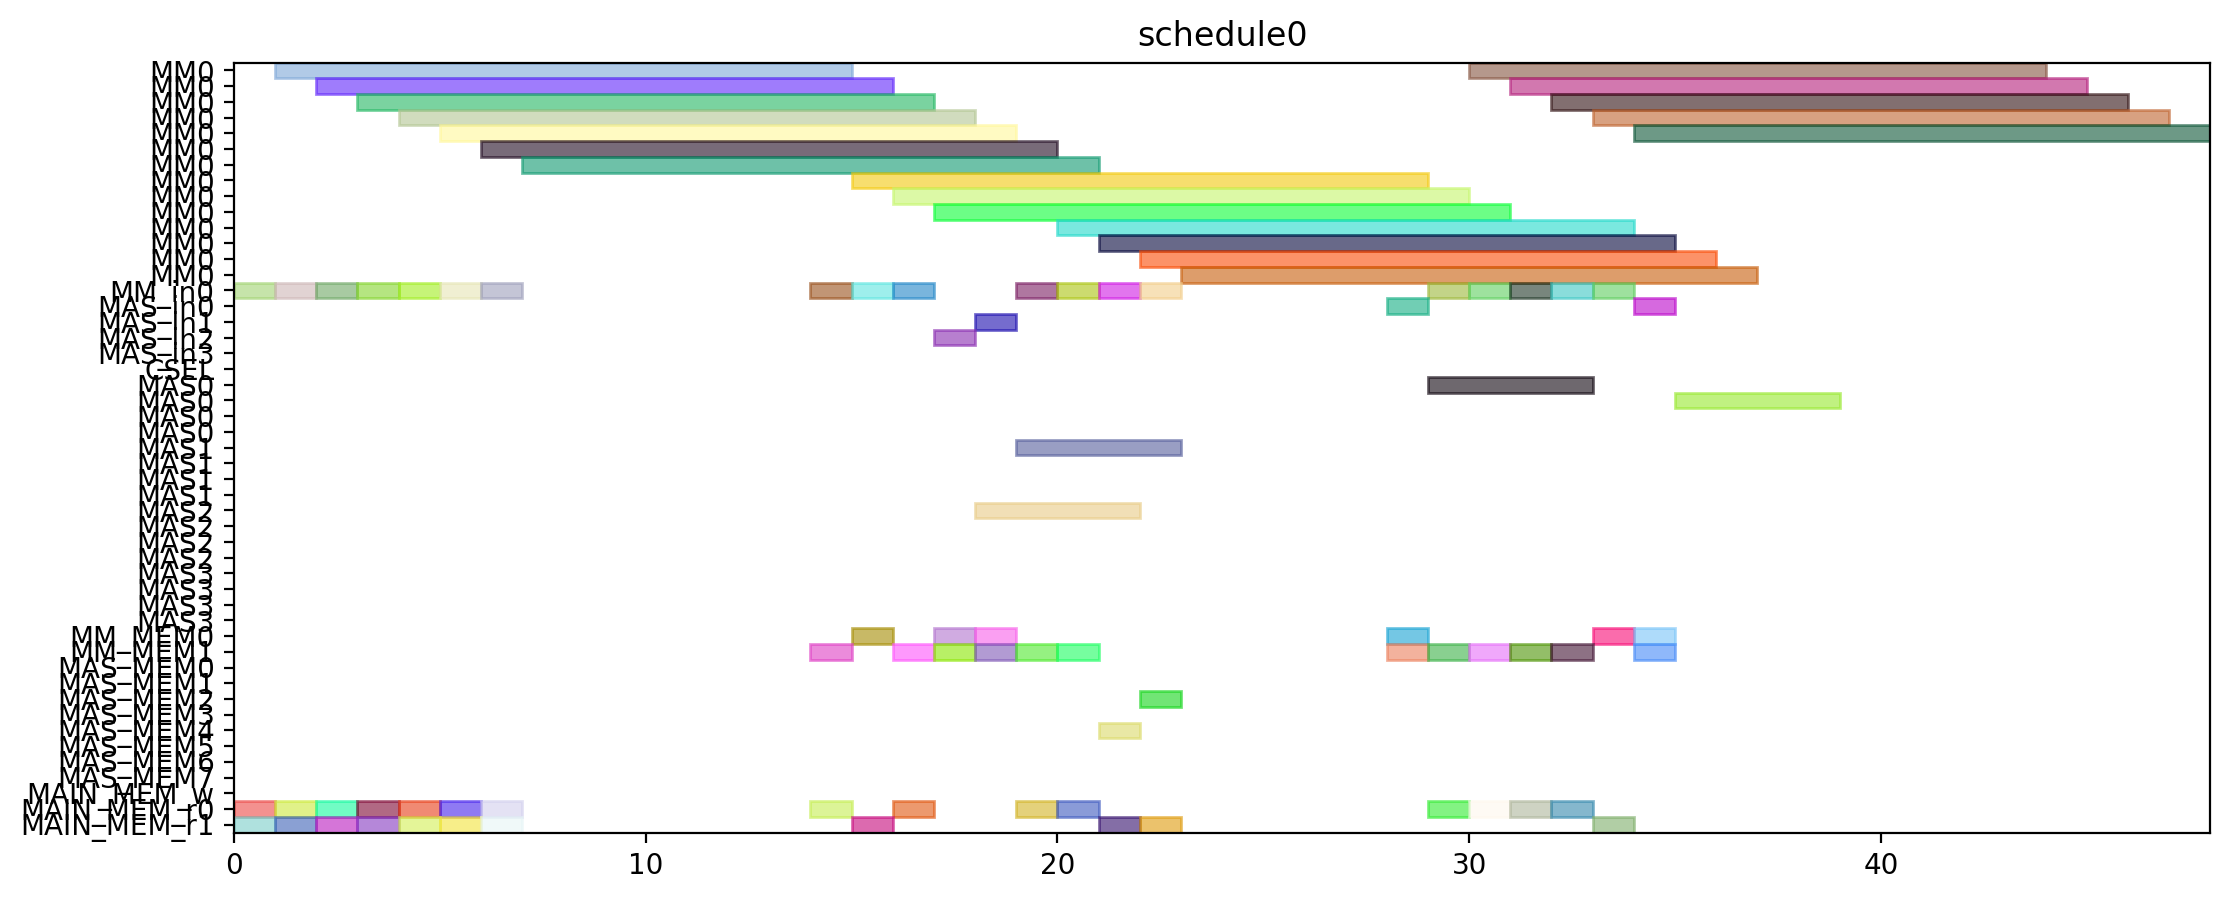 schedule0
MM0
MM0
MM0
MM0
MM0
MM0
MM0
MM0
MM0
MM0
MM0
MM0
MM0
MM0
MM_in0
MAS_in0
MAS_in1
MAS_in2
MAS_in3
CSEL
MAS0
MAS0
MAS0
MAS0
MAS1
MAS1
MAS1
MAS1
MAS2
MAS2
MAS2
MAS2
MAS3
MAS3
MAS3
MAS3
MM_MEM0
MM_MEM1
MAS_MEM0
MAS_MEM1
MAS_MEM2
MAS_MEM3
MAS_MEM4
MAS_MEM5
MAS_MEM6
MAS_MEM7
MAIN_MEM_w
MAIN_MEM_r0
MAIN_MEM_r1
0 10 20 30 40